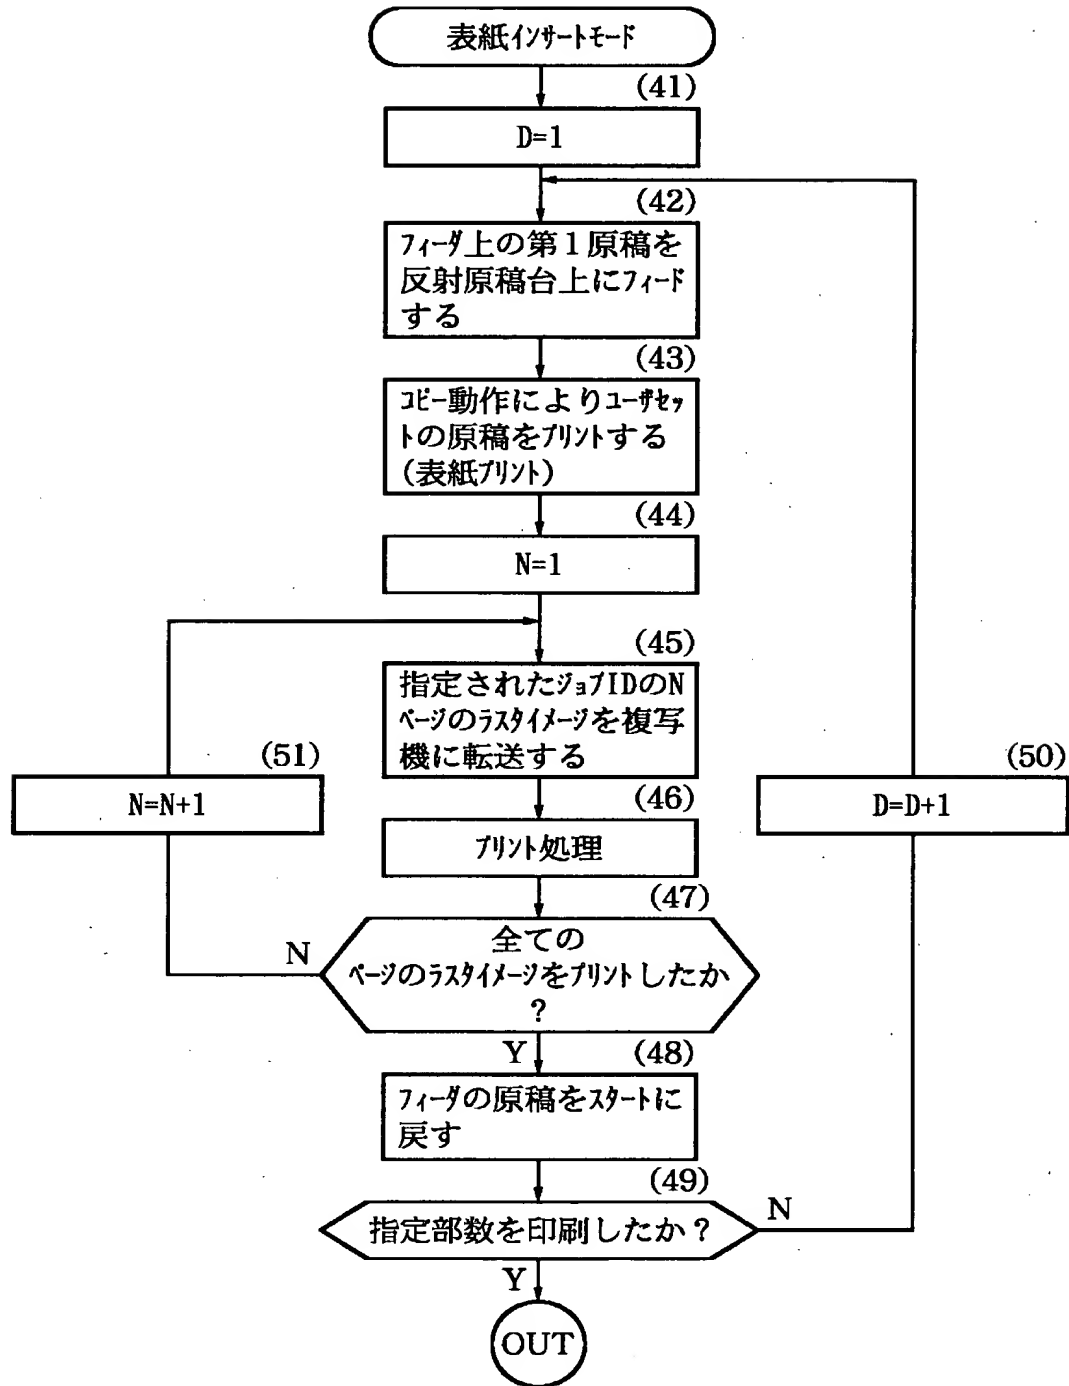 表紙インサートモード
(41)
D=1
(42)
フィーダ上の第1原稿を
反射原稿台上にフィード
する
(43)
コピー動作によりユーザセッ
トの原稿をプリントする
(表紙プリント)
(44)
N=1
(45)
指定されたジョブIDのN
ページのラスタイメージを複写
機に転送する
(51)
N=N+1
(50)
D=D+1
(46)
プリント処理
(47)
全ての
ページのラスタイメージをプリントしたか
?
N
Y
(48)
フィーダの原稿をスタートに
戻す
(49)
指定部数を印刷したか?
N
Y
OUT